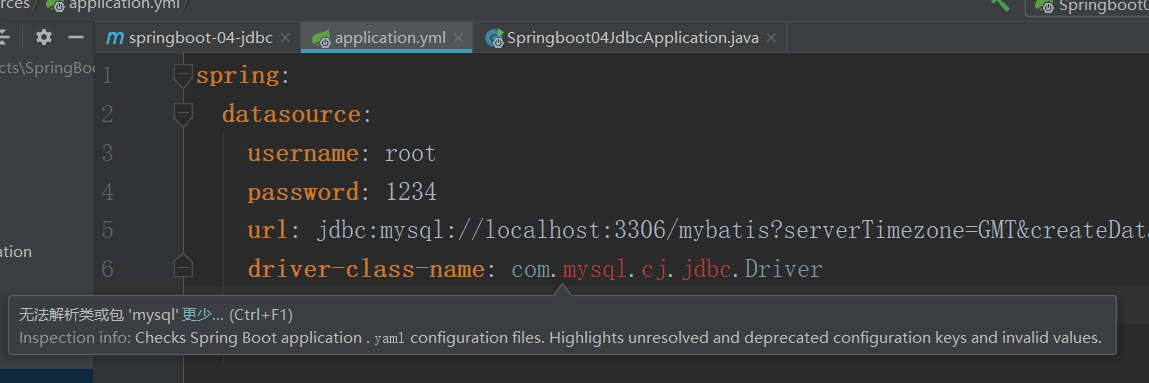 application.yml
Springboot0
springboot-04-jdbc
application.yml
Springboot04JdbcApplication.java
cts\SpringBoo
1 spring:
2 datasource:
3 username: root
4 password: 1234
5 url: jdbc:mysql://localhost:3306/mybatis?serverTimezone=GMT&createDat
ation
6 driver-class-name: com.mysql.cj.jdbc.Driver
无法解析类或包 'mysql' 更少... (Ctrl+F1)
Inspection info: Checks Spring Boot application .yaml configuration files. Highlights unresolved and deprecated configuration keys and invalid values.